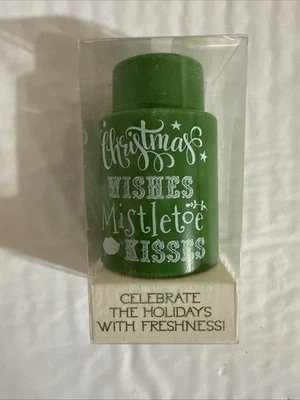 Christmas
WISHES
Mistletoe
KISSES
CELEBRATE
THE HOLIDAYS
WITH FRESHNESS!